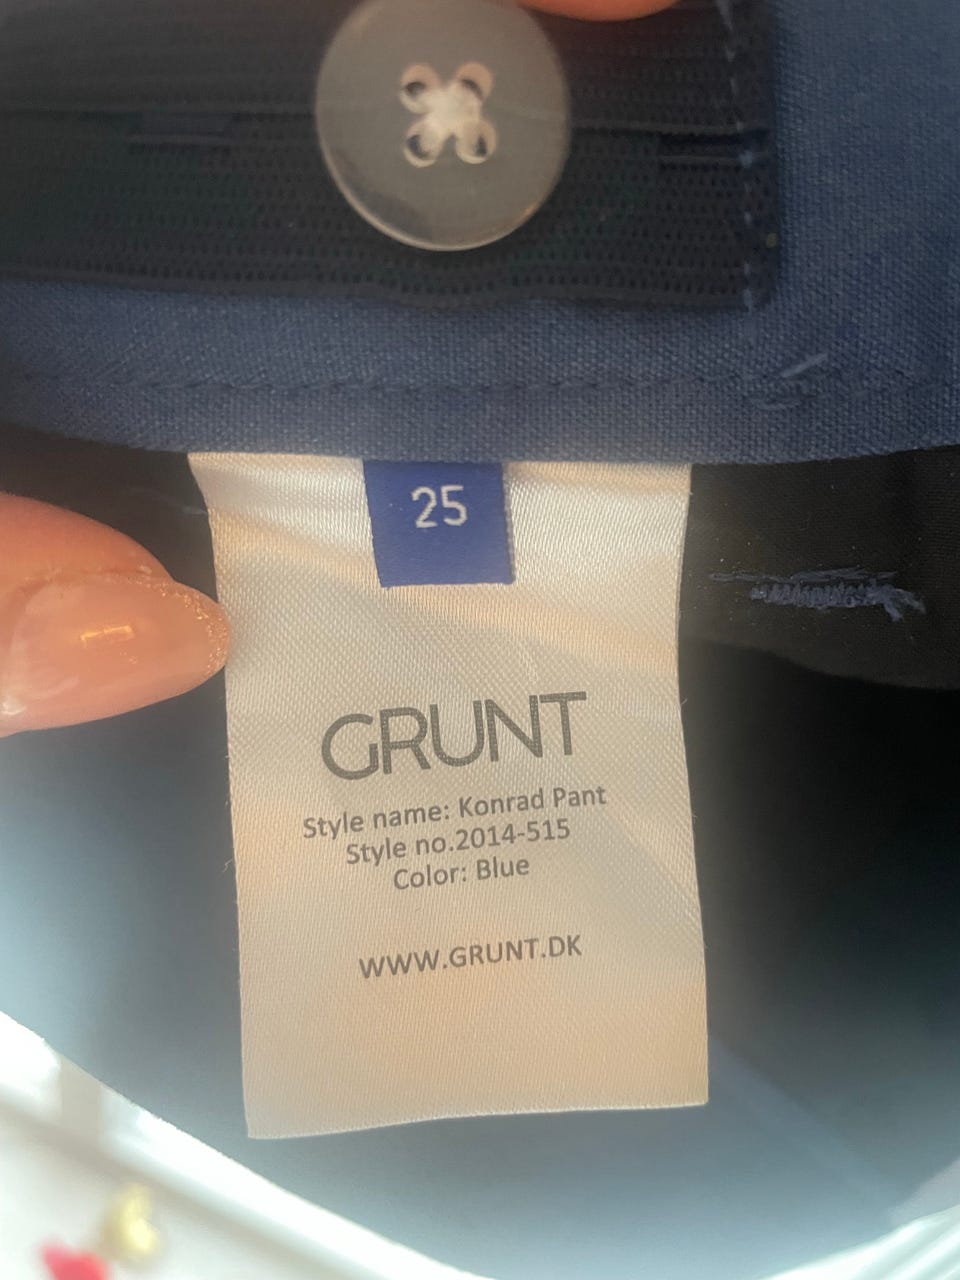 25
GRUNT
Style name: Konrad Pant
Style no.2014-515
Color: Blue
WWW.GRUNT.DK